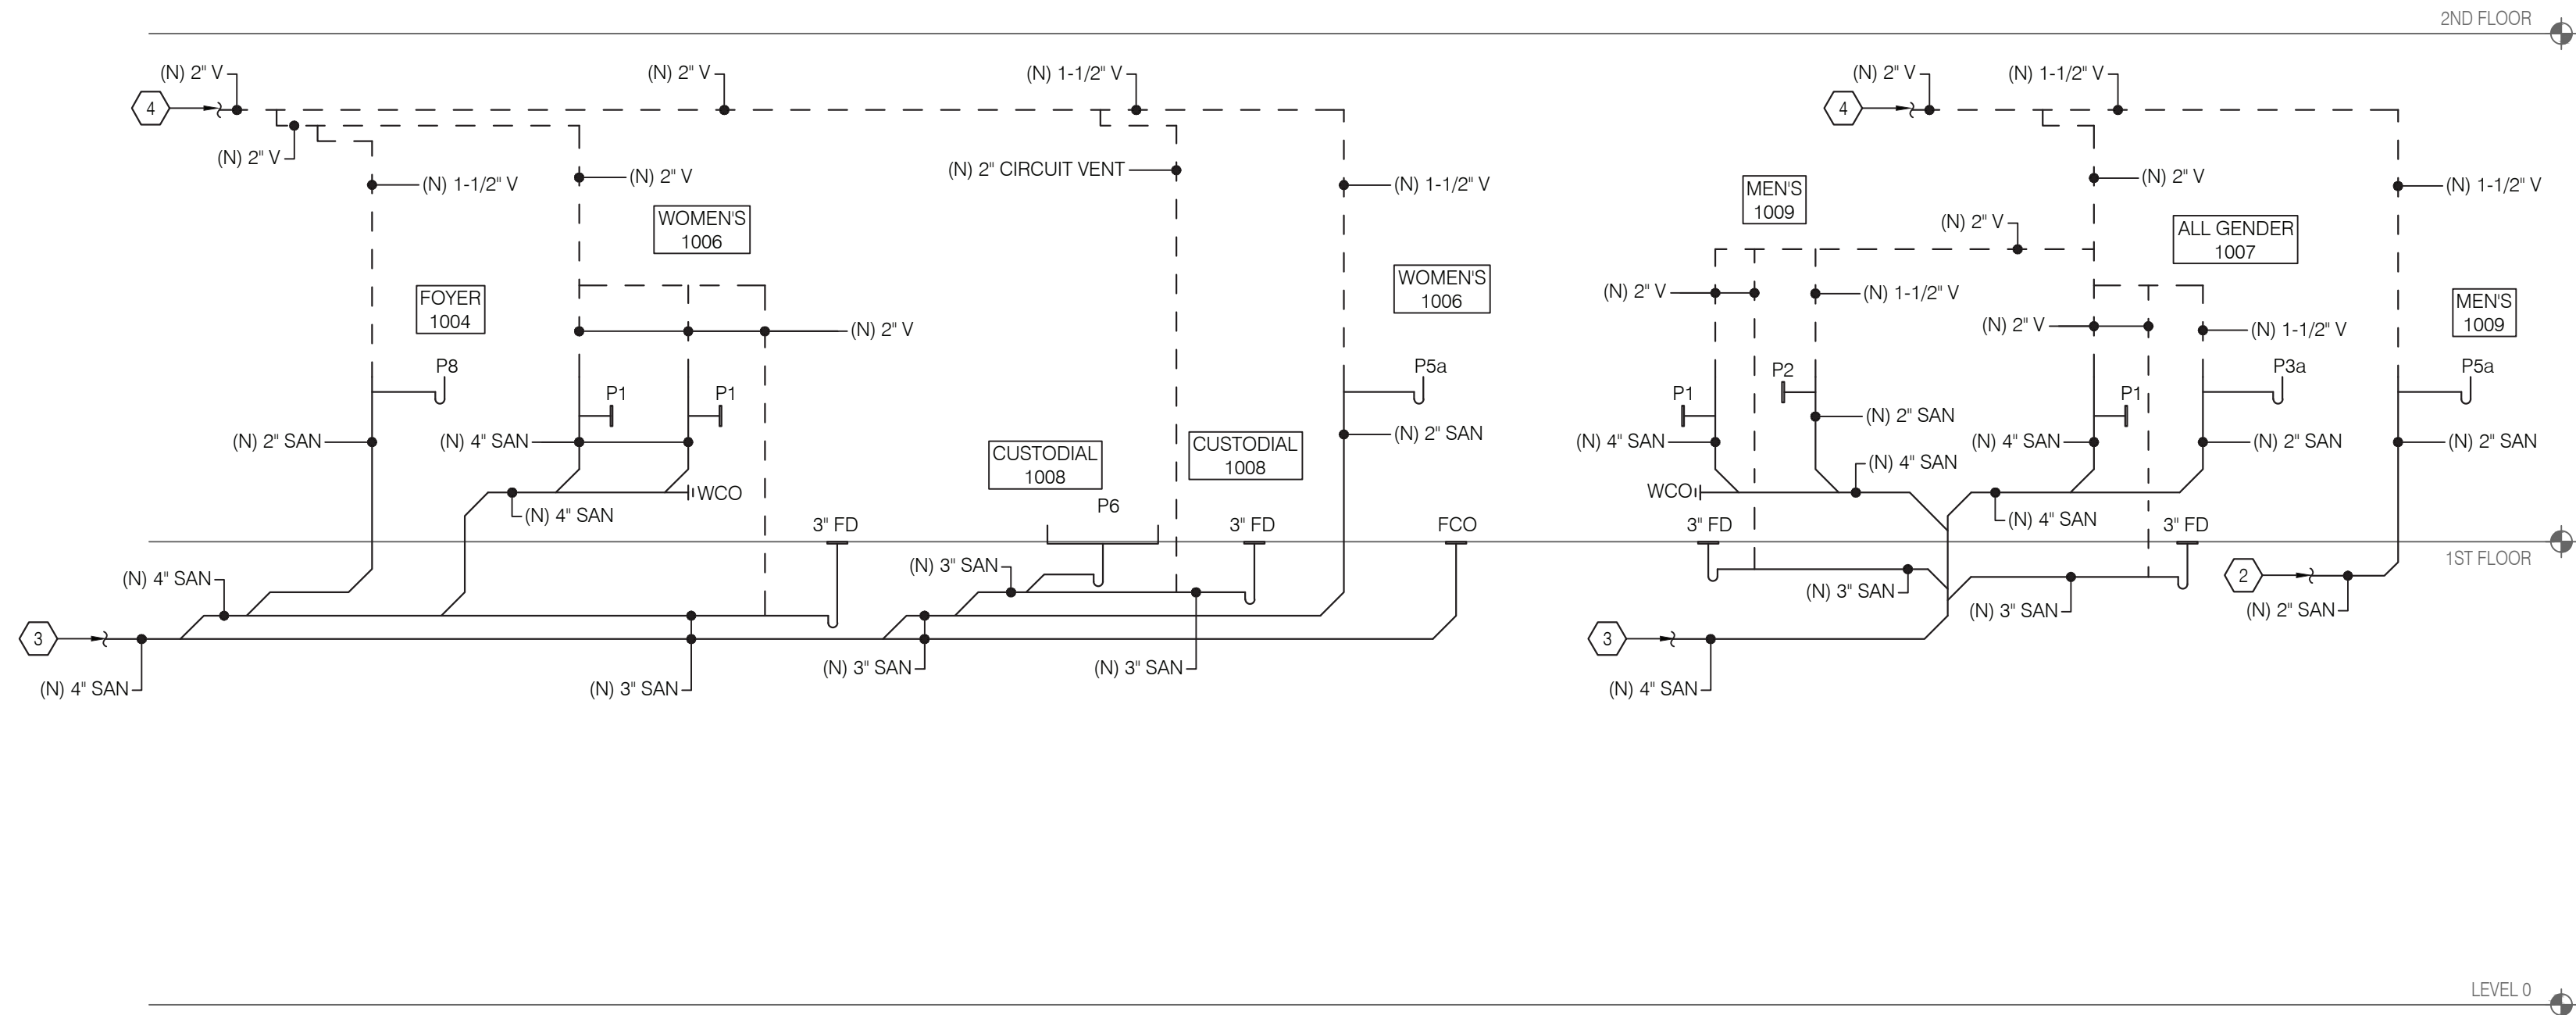 2ND FLOOR
(N) 2" V
(N) 2" V
(N) 1-1/2" V
(N) 2" V
(N) 1-1/2" V
4
4
(N) 2" V
(N) 2" CIRCUIT VENT
(N) 1-1/2" V
(N) 2" V
(N) 1-1/2" V
(N) 2" V
(N) 1-1/2" V
MEN'S
1009
WOMEN'S
1006
(N) 2" V
ALL GENDER
1007
WOMEN'S
1006
FOYER
1004
(N) 2" V
(N) 1-1/2" V
MEN'S
1009
(N) 2" V
(N) 2" V
(N) 1-1/2" V
P8
P5a
P2
P3a
P5a
P1
P1
P1
P1
(N) 2" SAN
(N) 2" SAN
(N) 4" SAN
(N) 2" SAN
(N) 4" SAN
(N) 4" SAN
(N) 2" SAN
(N) 2" SAN
CUSTODIAL
1008
CUSTODIAL
1008
(N) 4" SAN
WCO
WCO
P6
(N) 4" SAN
(N) 4" SAN
3" FD
3" FD
FCO
3" FD
3" FD
1ST FLOOR
(N) 4" SAN
(N) 3" SAN
2
(N) 3" SAN
(N) 3" SAN
(N) 2" SAN
3
3
(N) 3" SAN
(N) 3" SAN
(N) 4" SAN
(N) 3" SAN
(N) 4" SAN
LEVEL 0